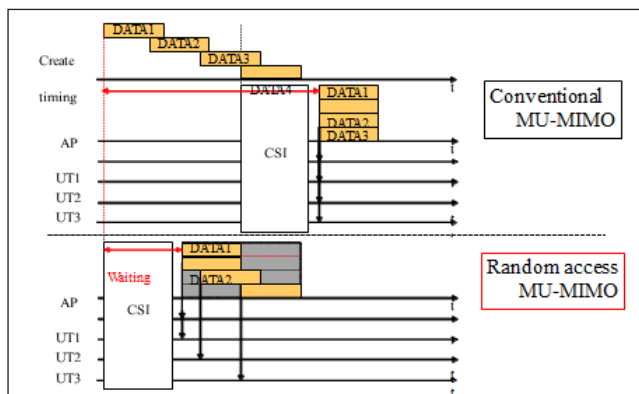 DATA1
DATA2
Create
DATA3
t
timing
DATA4
DATA1
DATA2
DATA3
Conventional
MU-MIMO
AP
CSI
t
UT1
t
UT2
t
UT3
t
Waiting
DATA1
DATA2
Random access
MU-MIMO
AP
CSI
t
UT1
UT2
UT3
t
t